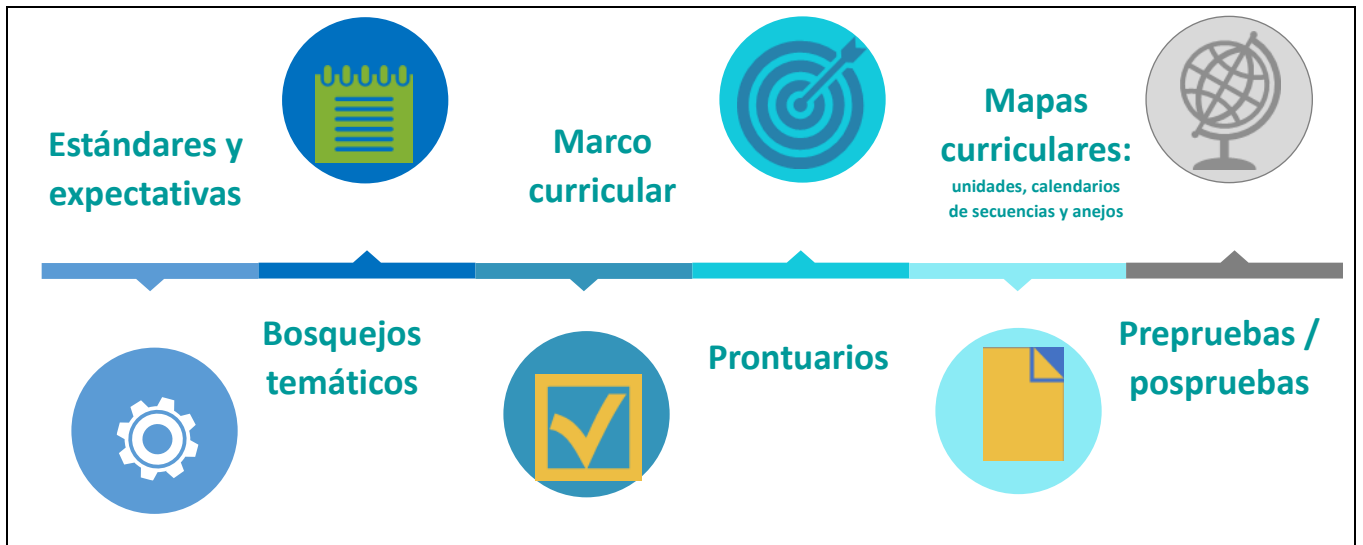 Estándares y
expectativas
Bosquejos
temáticos
Marco
curricular
Prontuarios
Mapas
curriculares:
unidades, calendarios
de secuencias y anejos
Prepruebas /
pospruebas